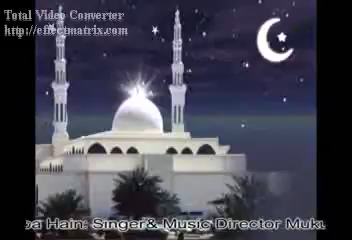 Total Video Converter
http://effectmatrix.com
Hain: Singer& Music Director